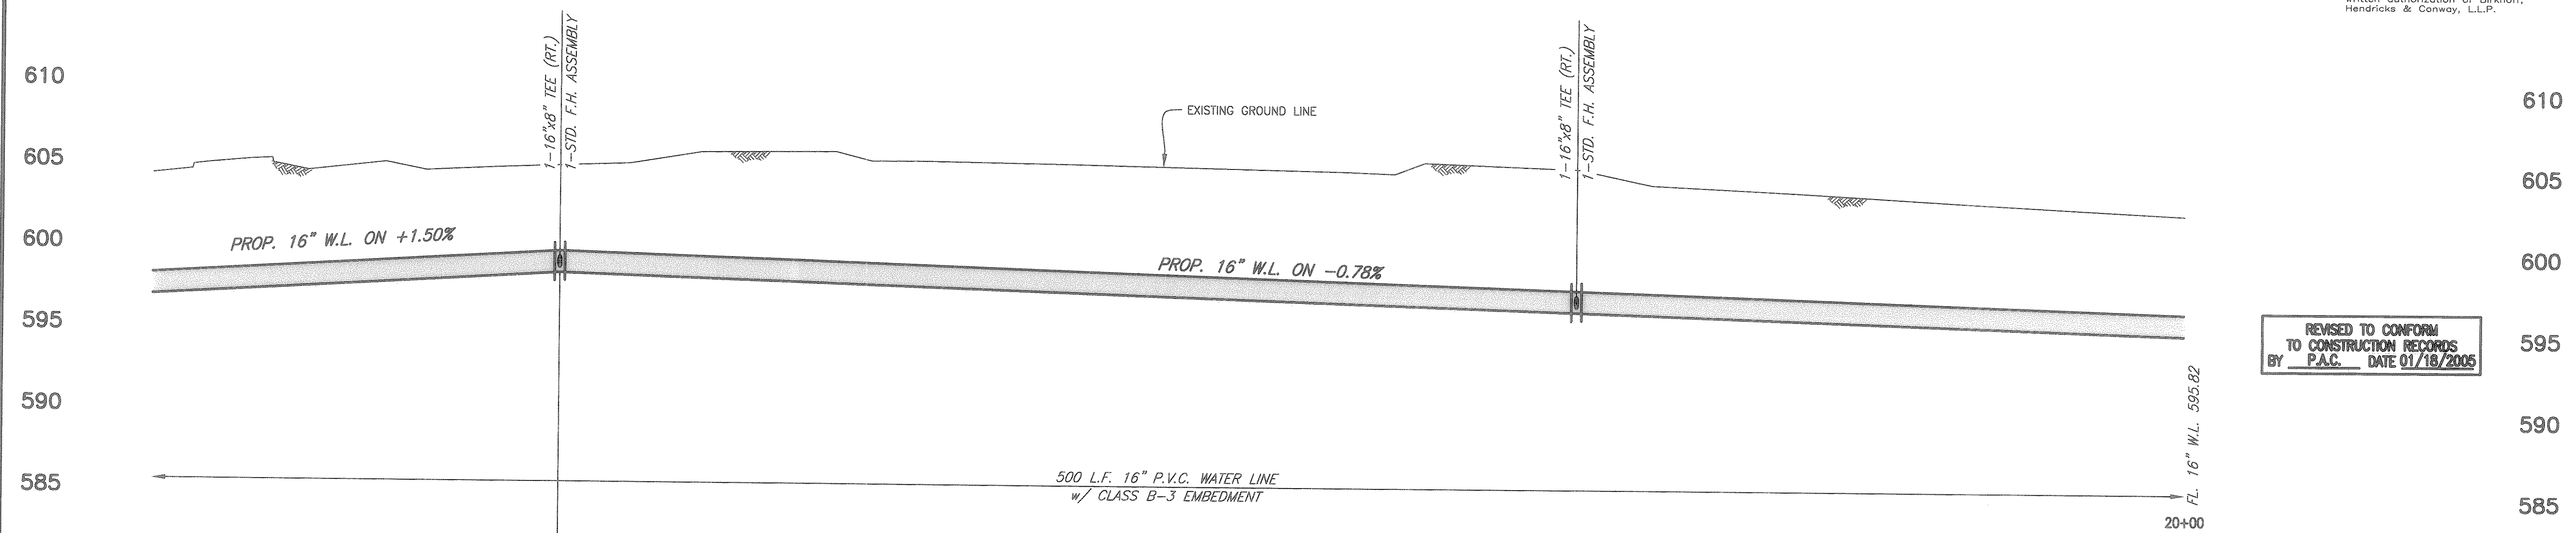 written authorization of Birkhoff,
Hendricks & Conway, L.L.P.
610
605
600
595
590
585
1-16"x8" TEE (RT.)
1-STD. F.H. ASSEMBLY
EXISTING GROUND LINE
1-16"x8" TEE (RT.)
1-STD. F.H. ASSEMBLY
PROP. 16" W.L. ON +1.50%
PROP. 16" W.L. ON -0.78%
500 L.F. 16" P.V.C. WATER LINE
w/ CLASS B-3 EMBEDMENT
FL. 16" W.L. 595.82
20+00
REVISED TO CONFORM
TO CONSTRUCTION RECORDS
BY P.A.C. DATE 01/18/2005
610
605
600
595
590
585